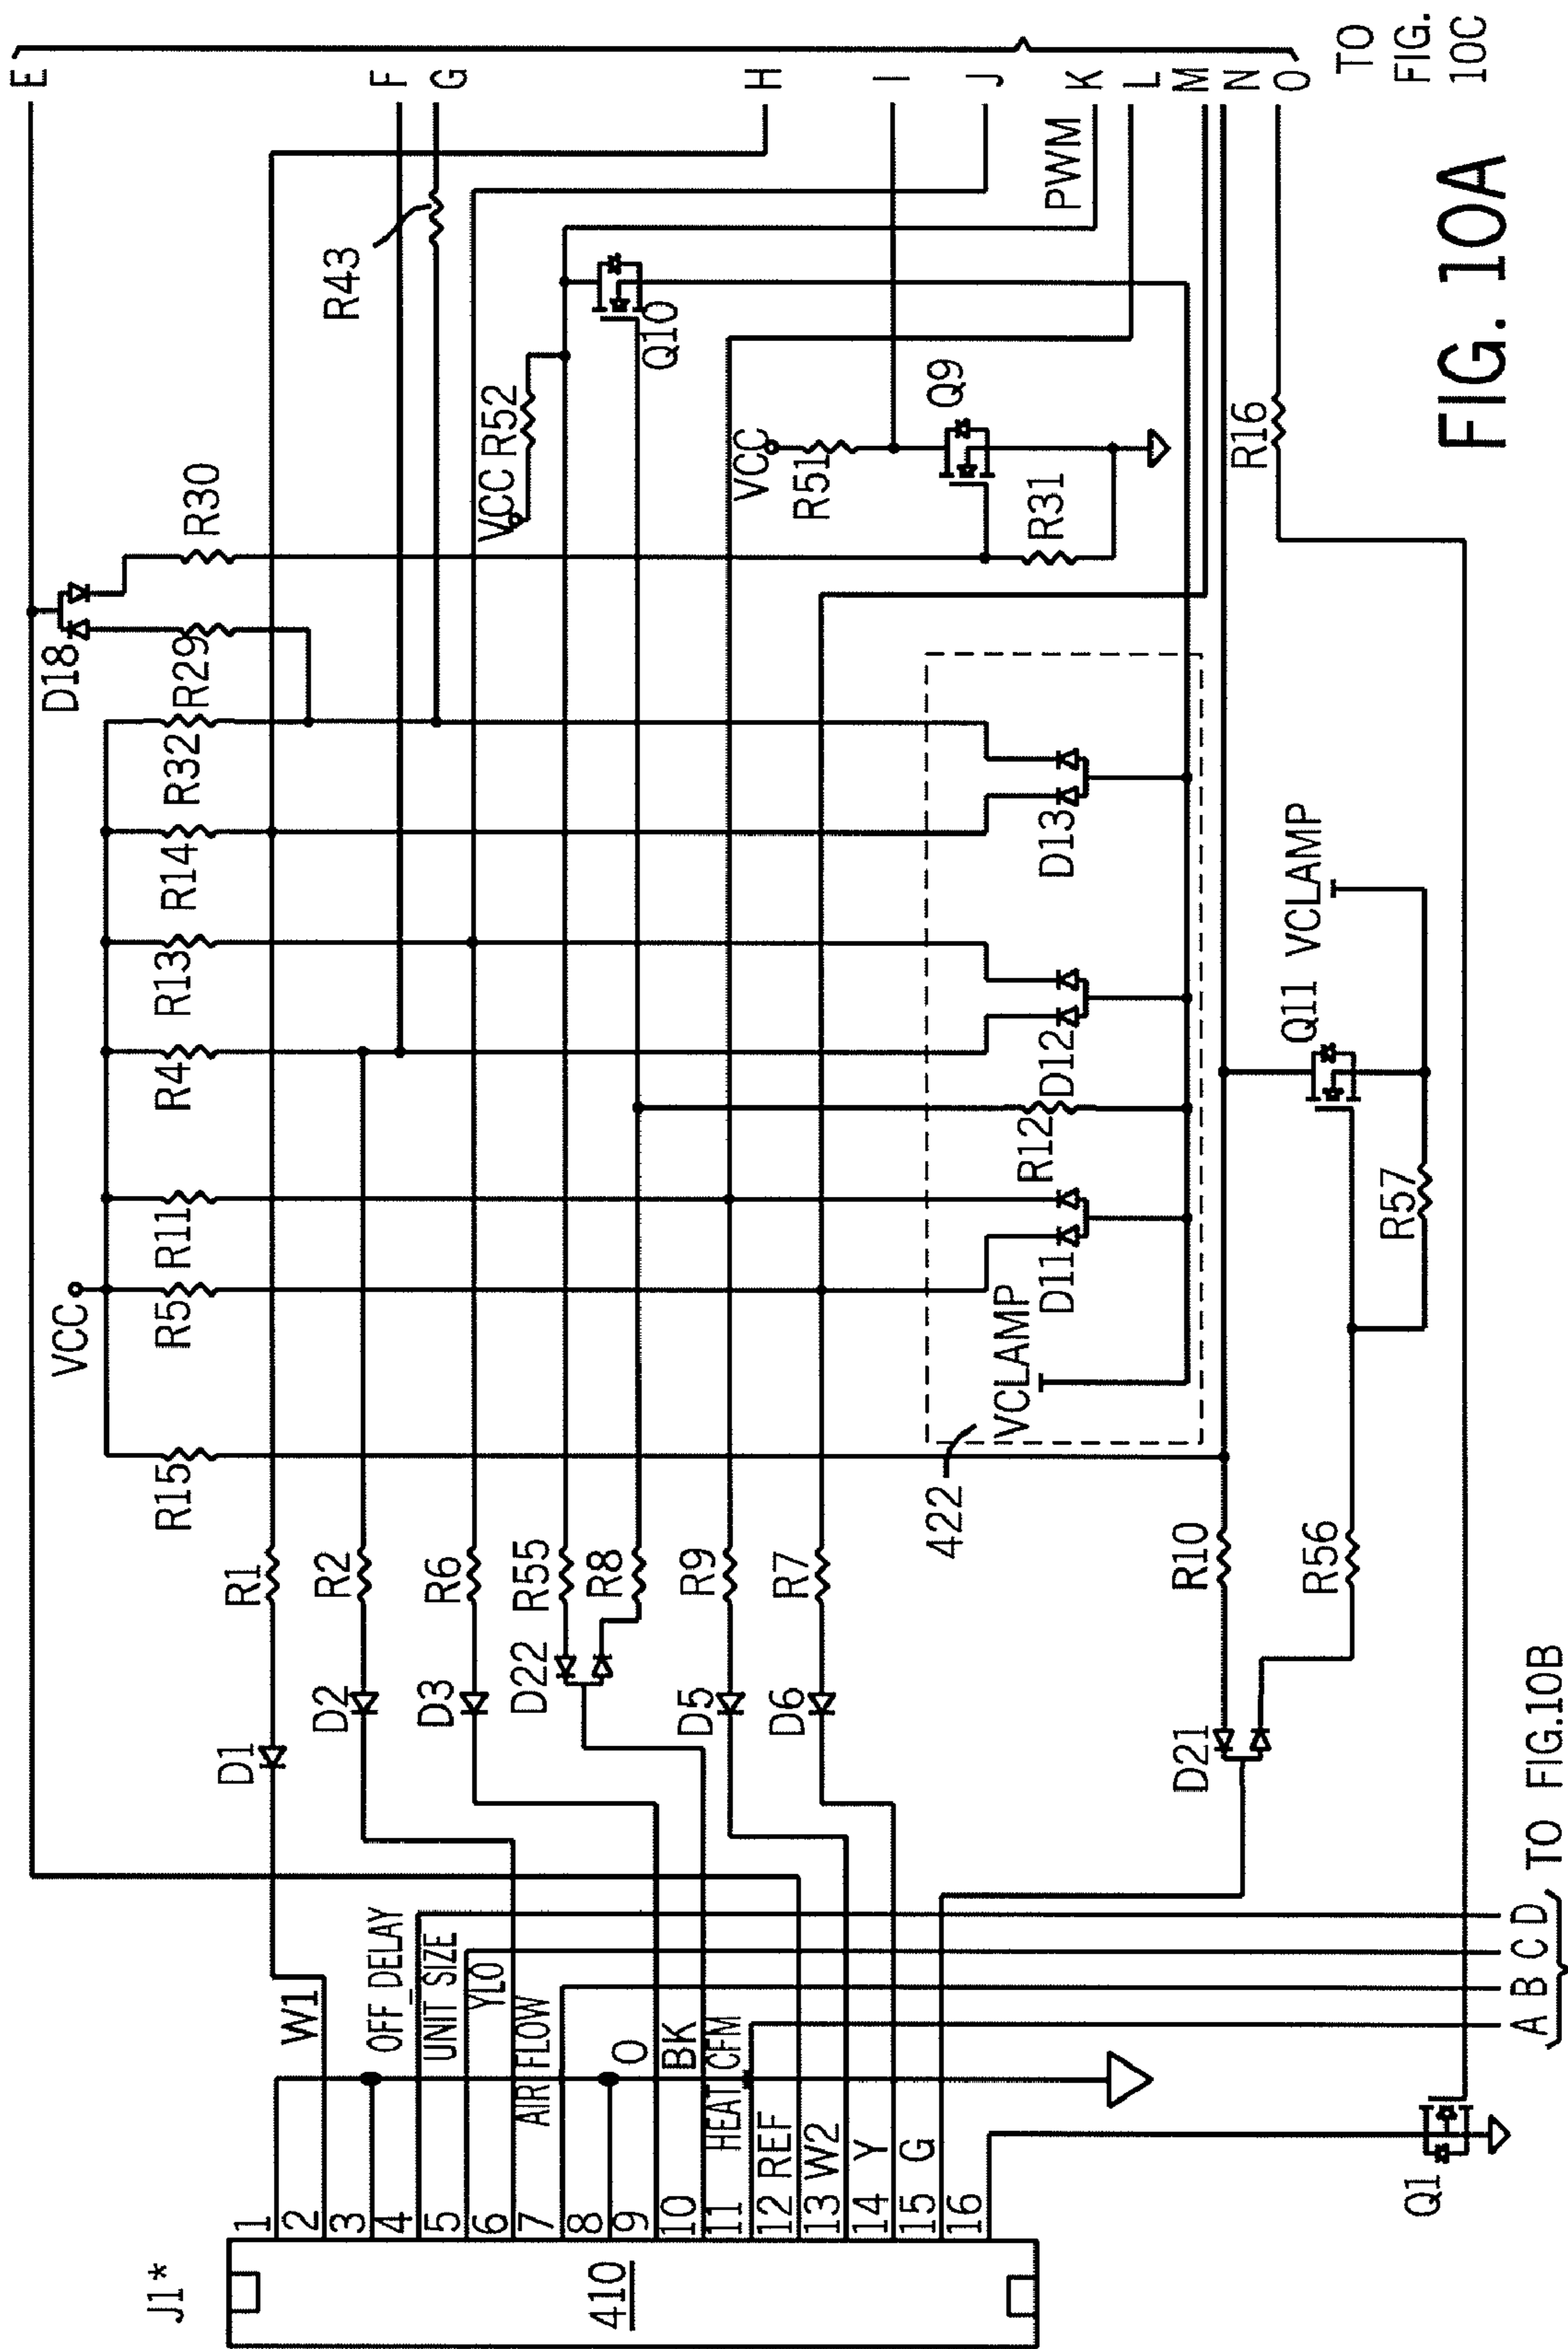 J1*
410
1
2
3
4
5
6
7
8
9
10
11
12
13
14
15
16
W1
OFF_DELAY
UNIT SIZE
YLO
AIR FLOW
O
BK
HEAT CFM
REF
W2
Y
G
Q1
A B C D TO FIG.10B
D1
D2
D3
D22
D5
D6
D21
R1
R2
R6
R55
R8
R9
R7
R10
R56
VCC
R15
R5
R11
R4
R13
R14
R32
R29
D18
R30
R43
422
VCLAMP
D11
R12
D12
D13
R57
Q11 VCLAMP
VCC R52
Q10
VCC
R51
Q9
R31
R16
PWM
E
F
G
H
I
J
K
L
M
N
O
TO
FIG.
10C
FIG. 10A